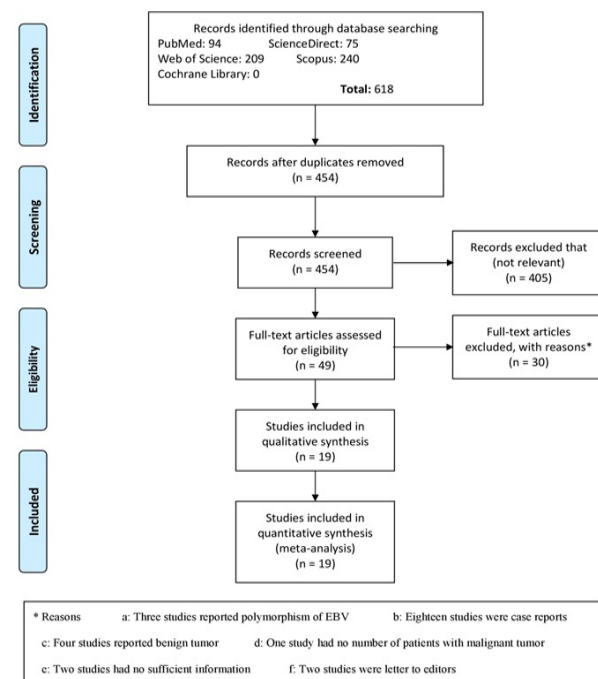 Identification
Records identified through database searching
PubMed: 94 ScienceDirect: 75
Web of Science: 209 Scopus: 240
Cochrane Library: 0
Total: 618
Records after duplicates removed
(n = 454)
Screening
Records screened
(n = 454)
Records excluded that
(not relevant)
(n = 405)
Eligibility
Full-text articles assessed
for eligibility
(n = 49)
Full-text articles
excluded, with reasons*
(n = 30)
Studies included in
qualitative synthesis
(n = 19)
Included
Studies included in
quantitative synthesis
(meta-analysis)
(n = 19)
* Reasons a: Three studies reported polymorphism of EBV b: Eighteen studies were case reports
c: Four studies reported benign tumor d: One study had no number of patients with malignant tumor
e: Two studies had no sufficient information f: Two studies were letter to editors